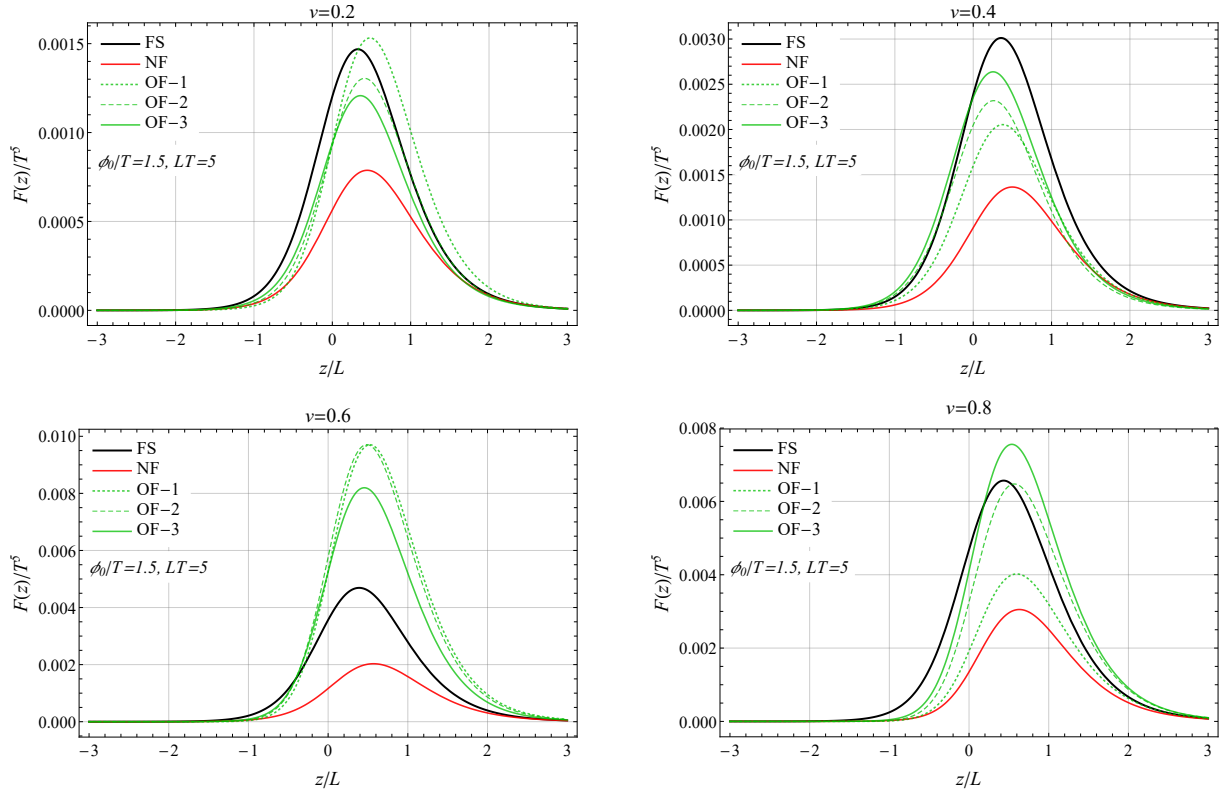 v=0.2
F(z)/T⁵
0.0015
0.0010
0.0005
0.0000
FS
NF
OF−1
OF−2
OF−3
ϕ₀/T=1.5, LT=5
−3 −2 −1 0 1 2 3
z/L
v=0.4
F(z)/T⁵
0.0030
0.0025
0.0020
0.0015
0.0010
0.0005
0.0000
FS
NF
OF−1
OF−2
OF−3
ϕ₀/T=1.5, LT=5
−3 −2 −1 0 1 2 3
z/L
v=0.6
F(z)/T⁵
0.010
0.008
0.006
0.004
0.002
0.000
FS
NF
OF−1
OF−2
OF−3
ϕ₀/T=1.5, LT=5
−3 −2 −1 0 1 2 3
z/L
v=0.8
F(z)/T⁵
0.008
0.006
0.004
0.002
0.000
FS
NF
OF−1
OF−2
OF−3
ϕ₀/T=1.5, LT=5
−3 −2 −1 0 1 2 3
z/L